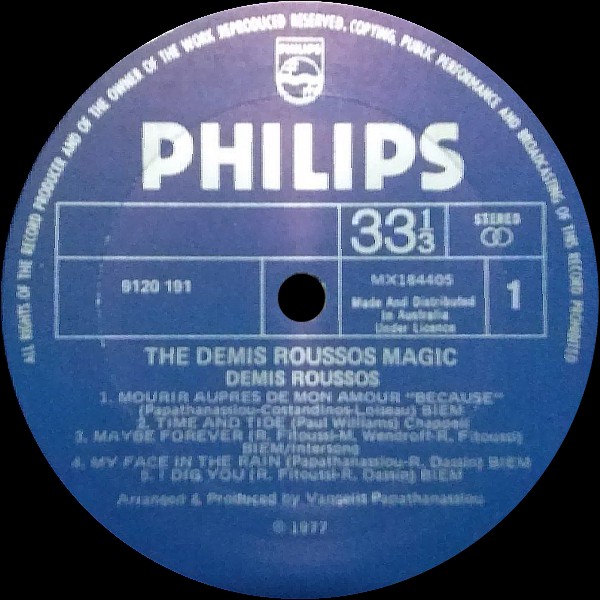 ALL RIGHTS OF THE RECORD PRODUCER AND OF THE OWNER OF THE WORK REPRODUCED RESERVED. COPYING, PUBLIC PERFORMANCE AND BROADCASTING OF THIS RECORD PROHIBITED
PHILIPS
PHILIPS
33 1/3
STEREO
9120 191
MX184405
Made And Distributed
In Australia
Under Licence
1
THE DEMIS ROUSSOS MAGIC
DEMIS ROUSSOS
1. MOURIR AUPRES DE MON AMOUR "BECAUSE"
(Papathanassiou-Costandinos-Loiseau) BIEM
2. TIME AND TIDE (Paul Williams) Chappell
3. MAYBE FOREVER (R. Fitoussi-M. Wendroff-R. Fitoussi)
BIEM/Intersong
4. MY FACE IN THE RAIN (Papathanassiou-R. Dassin) BIEM
5. I DIG YOU (R. Fitoussi-R. Dassin) BIEM
Arranged & Produced by Vangelis Papathanassiou
℗ 1977